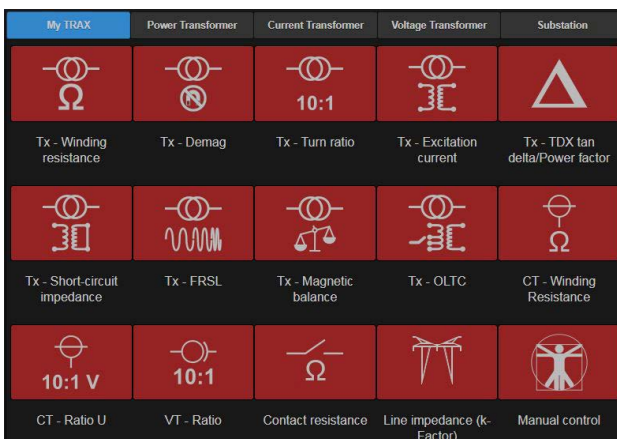 My TRAX Power Transformer Current Transformer Voltage Transformer Substation
Ω 10:1
Tx - Winding resistance Tx - Demag Tx - Turn ratio Tx - Excitation current Tx - TDX tan delta/Power factor
Ω
Tx - Short-circuit impedance Tx - FRSL Tx - Magnetic balance Tx - OLTC CT - Winding Resistance
10:1 V 10:1 Ω
CT - Ratio U VT - Ratio Contact resistance Line impedance (k-Factor) Manual control